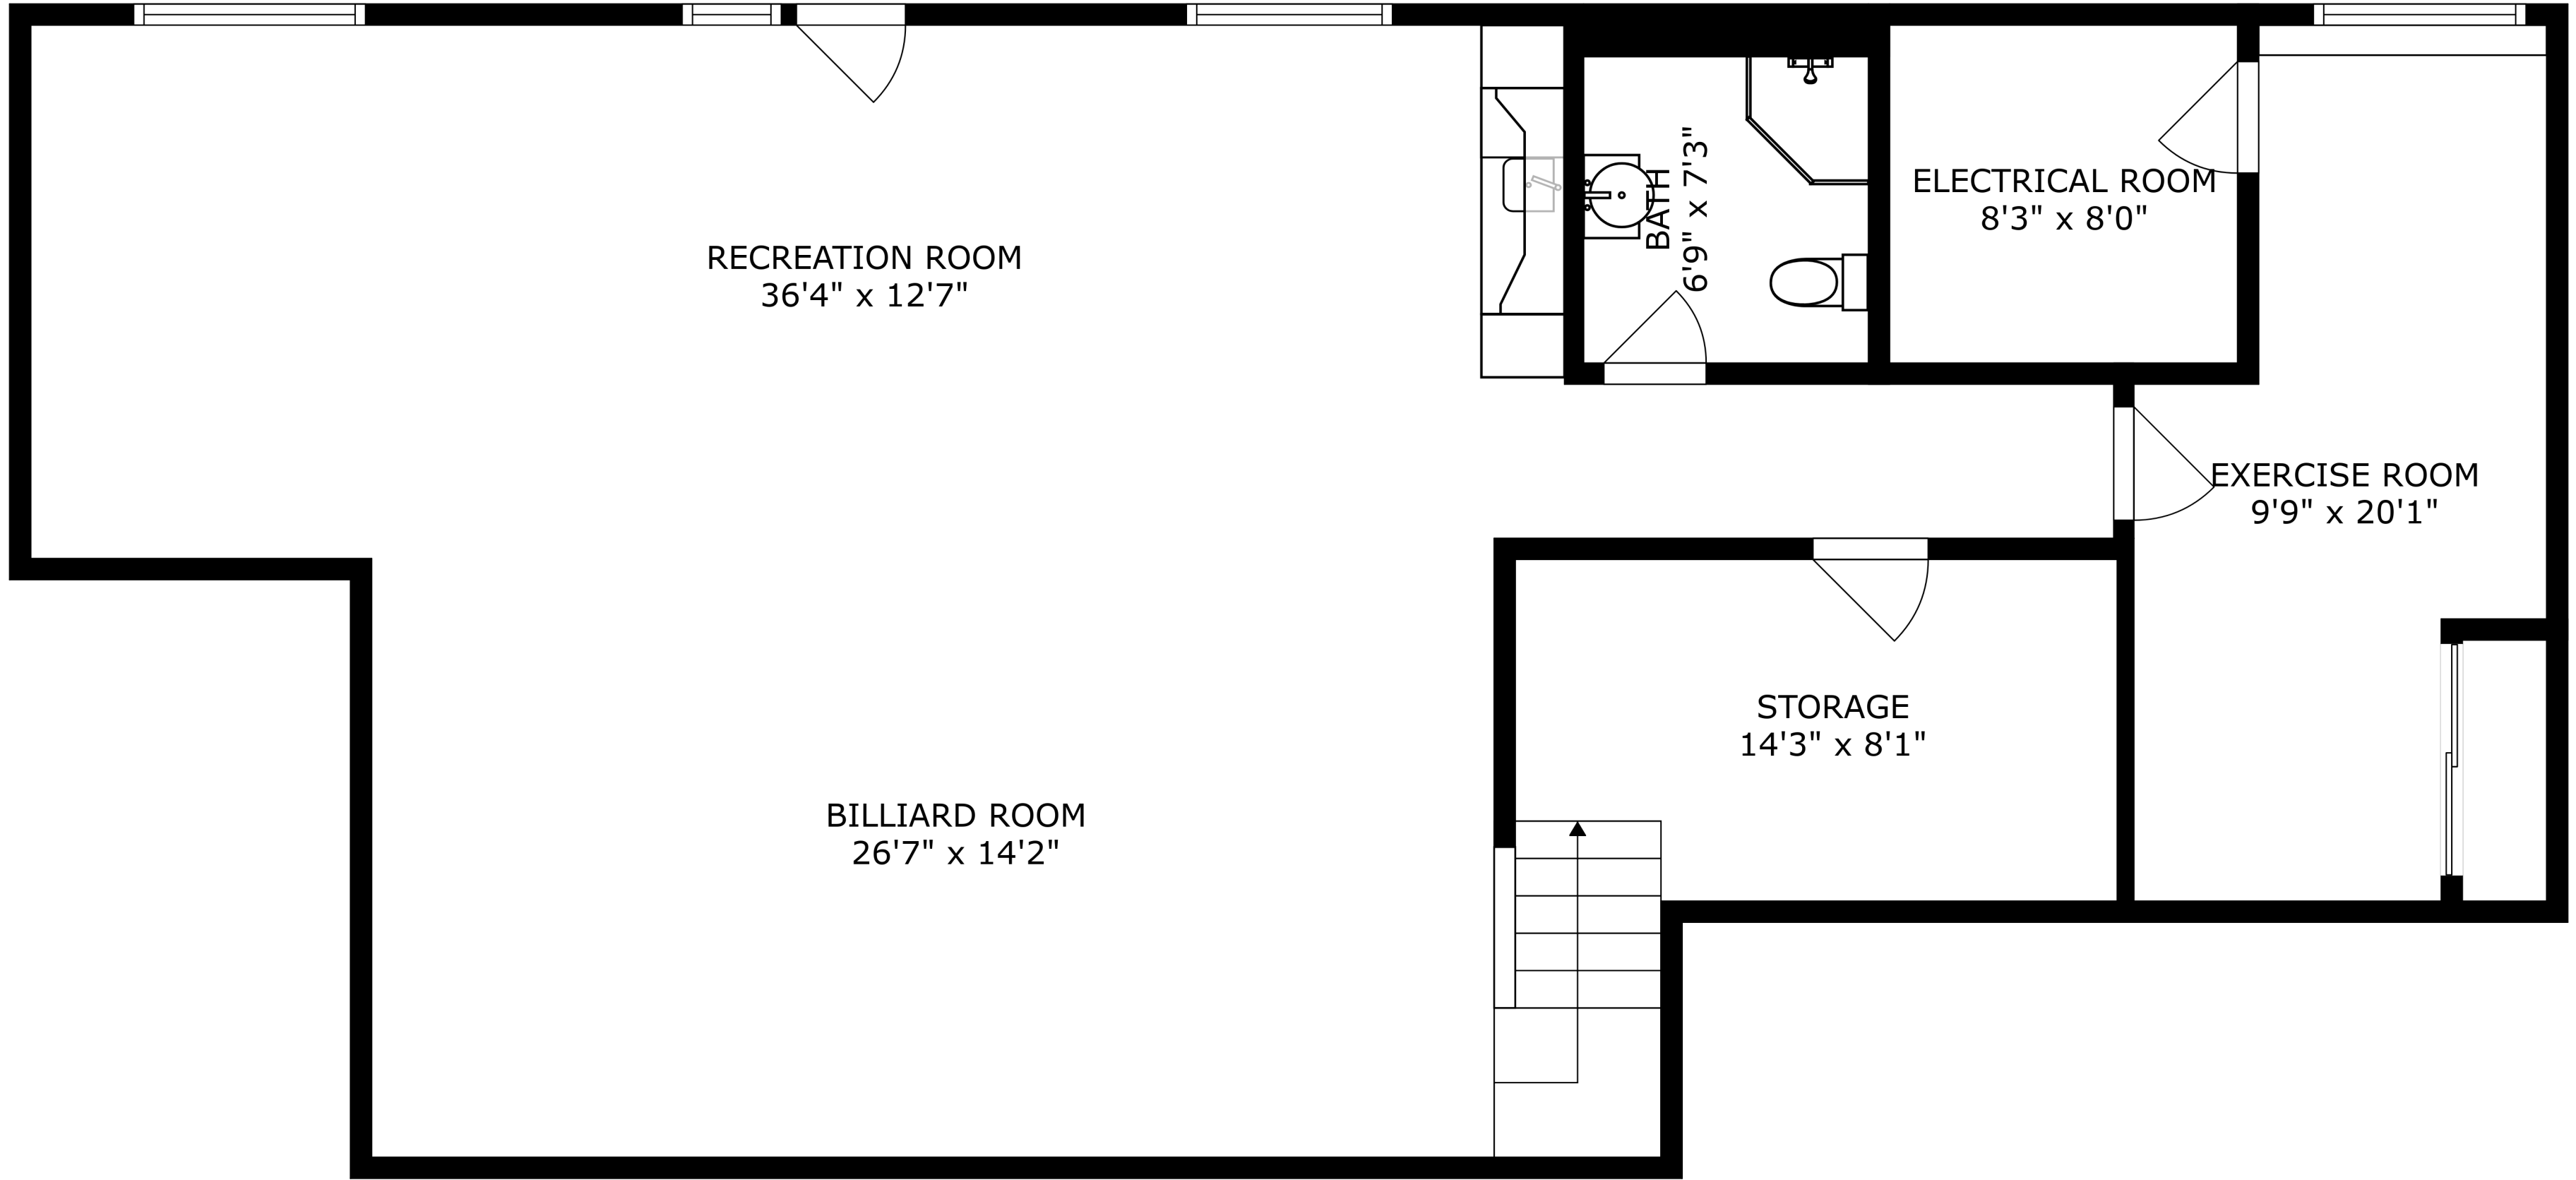 RECREATION ROOM
36'4" x 12'7"
BATH
6'9" x 7'3"
ELECTRICAL ROOM
8'3" x 8'0"
EXERCISE ROOM
9'9" x 20'1"
STORAGE
14'3" x 8'1"
BILLIARD ROOM
26'7" x 14'2"